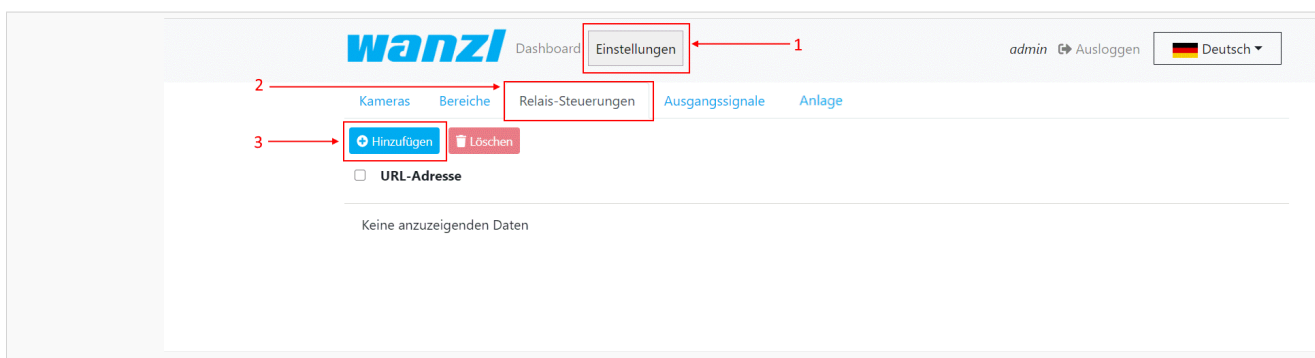 wanzl Dashboard Einstellungen 1 admin Ausloggen Deutsch
2
Kameras Bereiche Relais-Steuerungen Ausgangssignale Anlage
3 Hinzufügen Löschen
URL-Adresse
Keine anzuzeigenden Daten